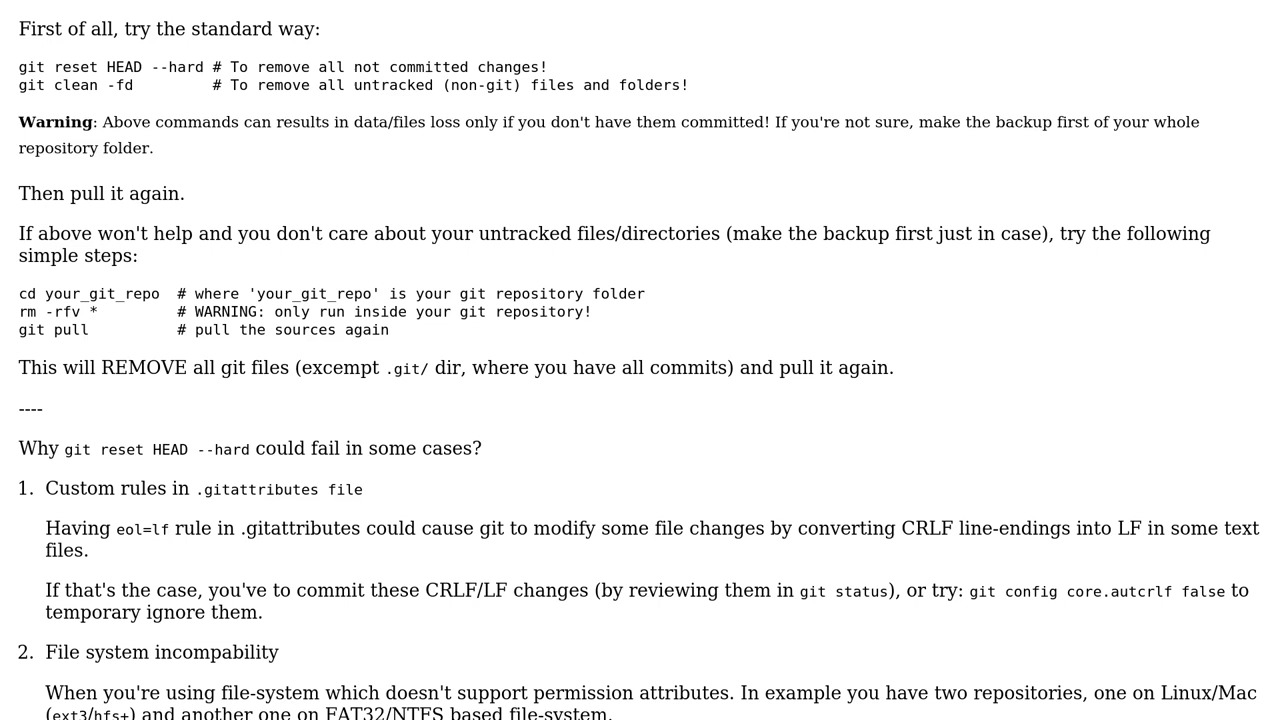 First of all, try the standard way:
git reset HEAD --hard # To remove all not committed changes!
git clean -fd         # To remove all untracked (non-git) files and folders!
Warning: Above commands can results in data/files loss only if you don't have them committed! If you're not sure, make the backup first of your whole
repository folder.
Then pull it again.
If above won't help and you don't care about your untracked files/directories (make the backup first just in case), try the following
simple steps:
cd your_git_repo  # where 'your_git_repo' is your git repository folder
rm -rfv *         # WARNING: only run inside your git repository!
git pull          # pull the sources again
This will REMOVE all git files (excempt .git/ dir, where you have all commits) and pull it again.
----
Why git reset HEAD --hard could fail in some cases?
1. Custom rules in .gitattributes file
Having eol=lf rule in .gitattributes could cause git to modify some file changes by converting CRLF line-endings into LF in some text
files.
If that's the case, you've to commit these CRLF/LF changes (by reviewing them in git status), or try: git config core.autcrlf false to
temporary ignore them.
2. File system incompability
When you're using file-system which doesn't support permission attributes. In example you have two repositories, one on Linux/Mac
(ext3/hfs+) and another one on FAT32/NTFS based file-system.